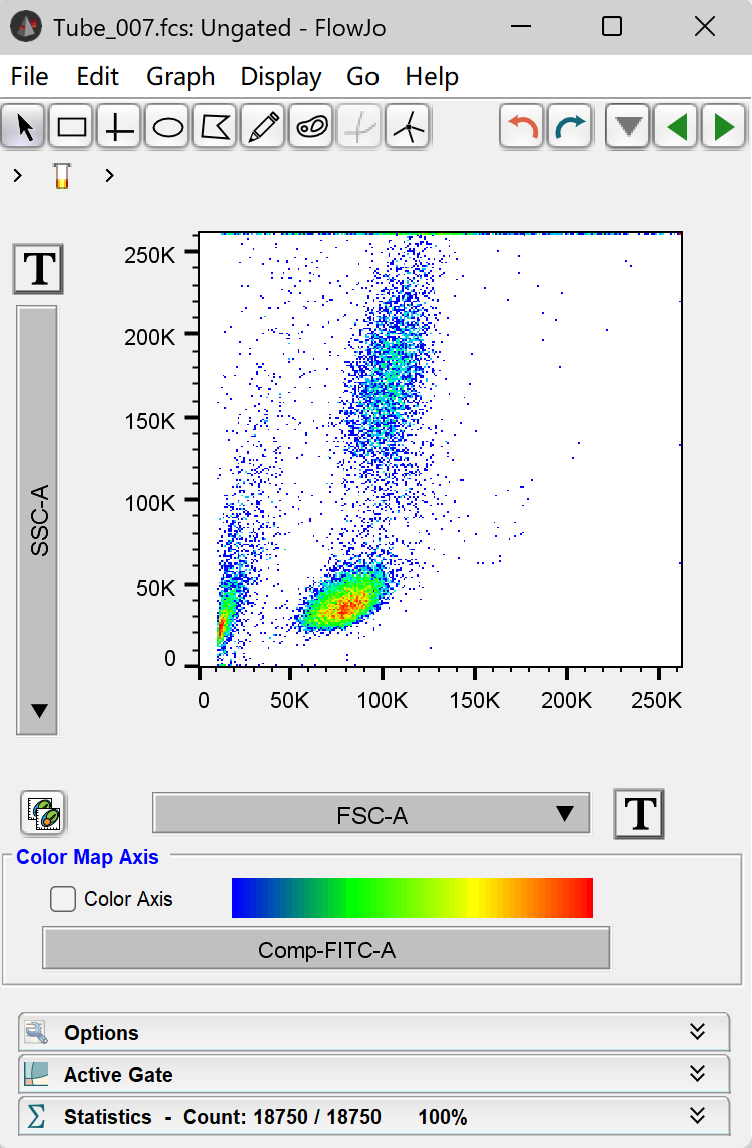 Tube_007.fcs: Ungated - FlowJo
File Edit Graph Display Go Help
T
250K
200K
150K
100K
50K
0
SSC-A
0 50K 100K 150K 200K 250K
FSC-A
T
Color Map Axis
Color Axis
Comp-FITC-A
Options
Active Gate
Statistics - Count: 18750 / 18750 100%